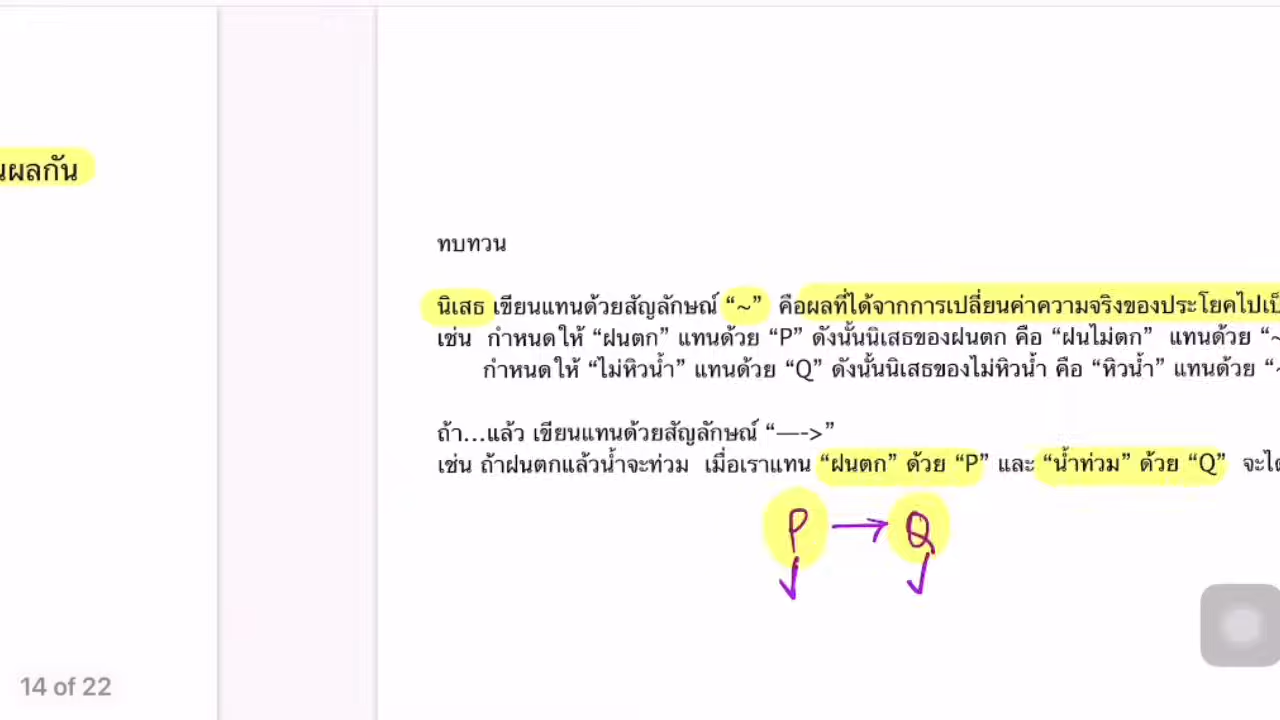 นผลกัน
ทบทวน
นิเสธ เขียนแทนด้วยสัญลักษณ์ “~” คือผลที่ได้จากการเปลี่ยนค่าความจริงของประโยคไปเป็
เช่น กำหนดให้ “ฝนตก” แทนด้วย “P” ดังนั้นนิเสธของฝนตก คือ “ฝนไม่ตก” แทนด้วย “~
กำหนดให้ “ไม่หิวน้ำ” แทนด้วย “Q” ดังนั้นนิเสธของไม่หิวน้ำ คือ “หิวน้ำ” แทนด้วย “~
ถ้า...แล้ว เขียนแทนด้วยสัญลักษณ์ “—->”
เช่น ถ้าฝนตกแล้วน้ำจะท่วม เมื่อเราแทน “ฝนตก” ด้วย “P” และ “น้ำท่วม” ด้วย “Q” จะได
P → Q
14 of 22